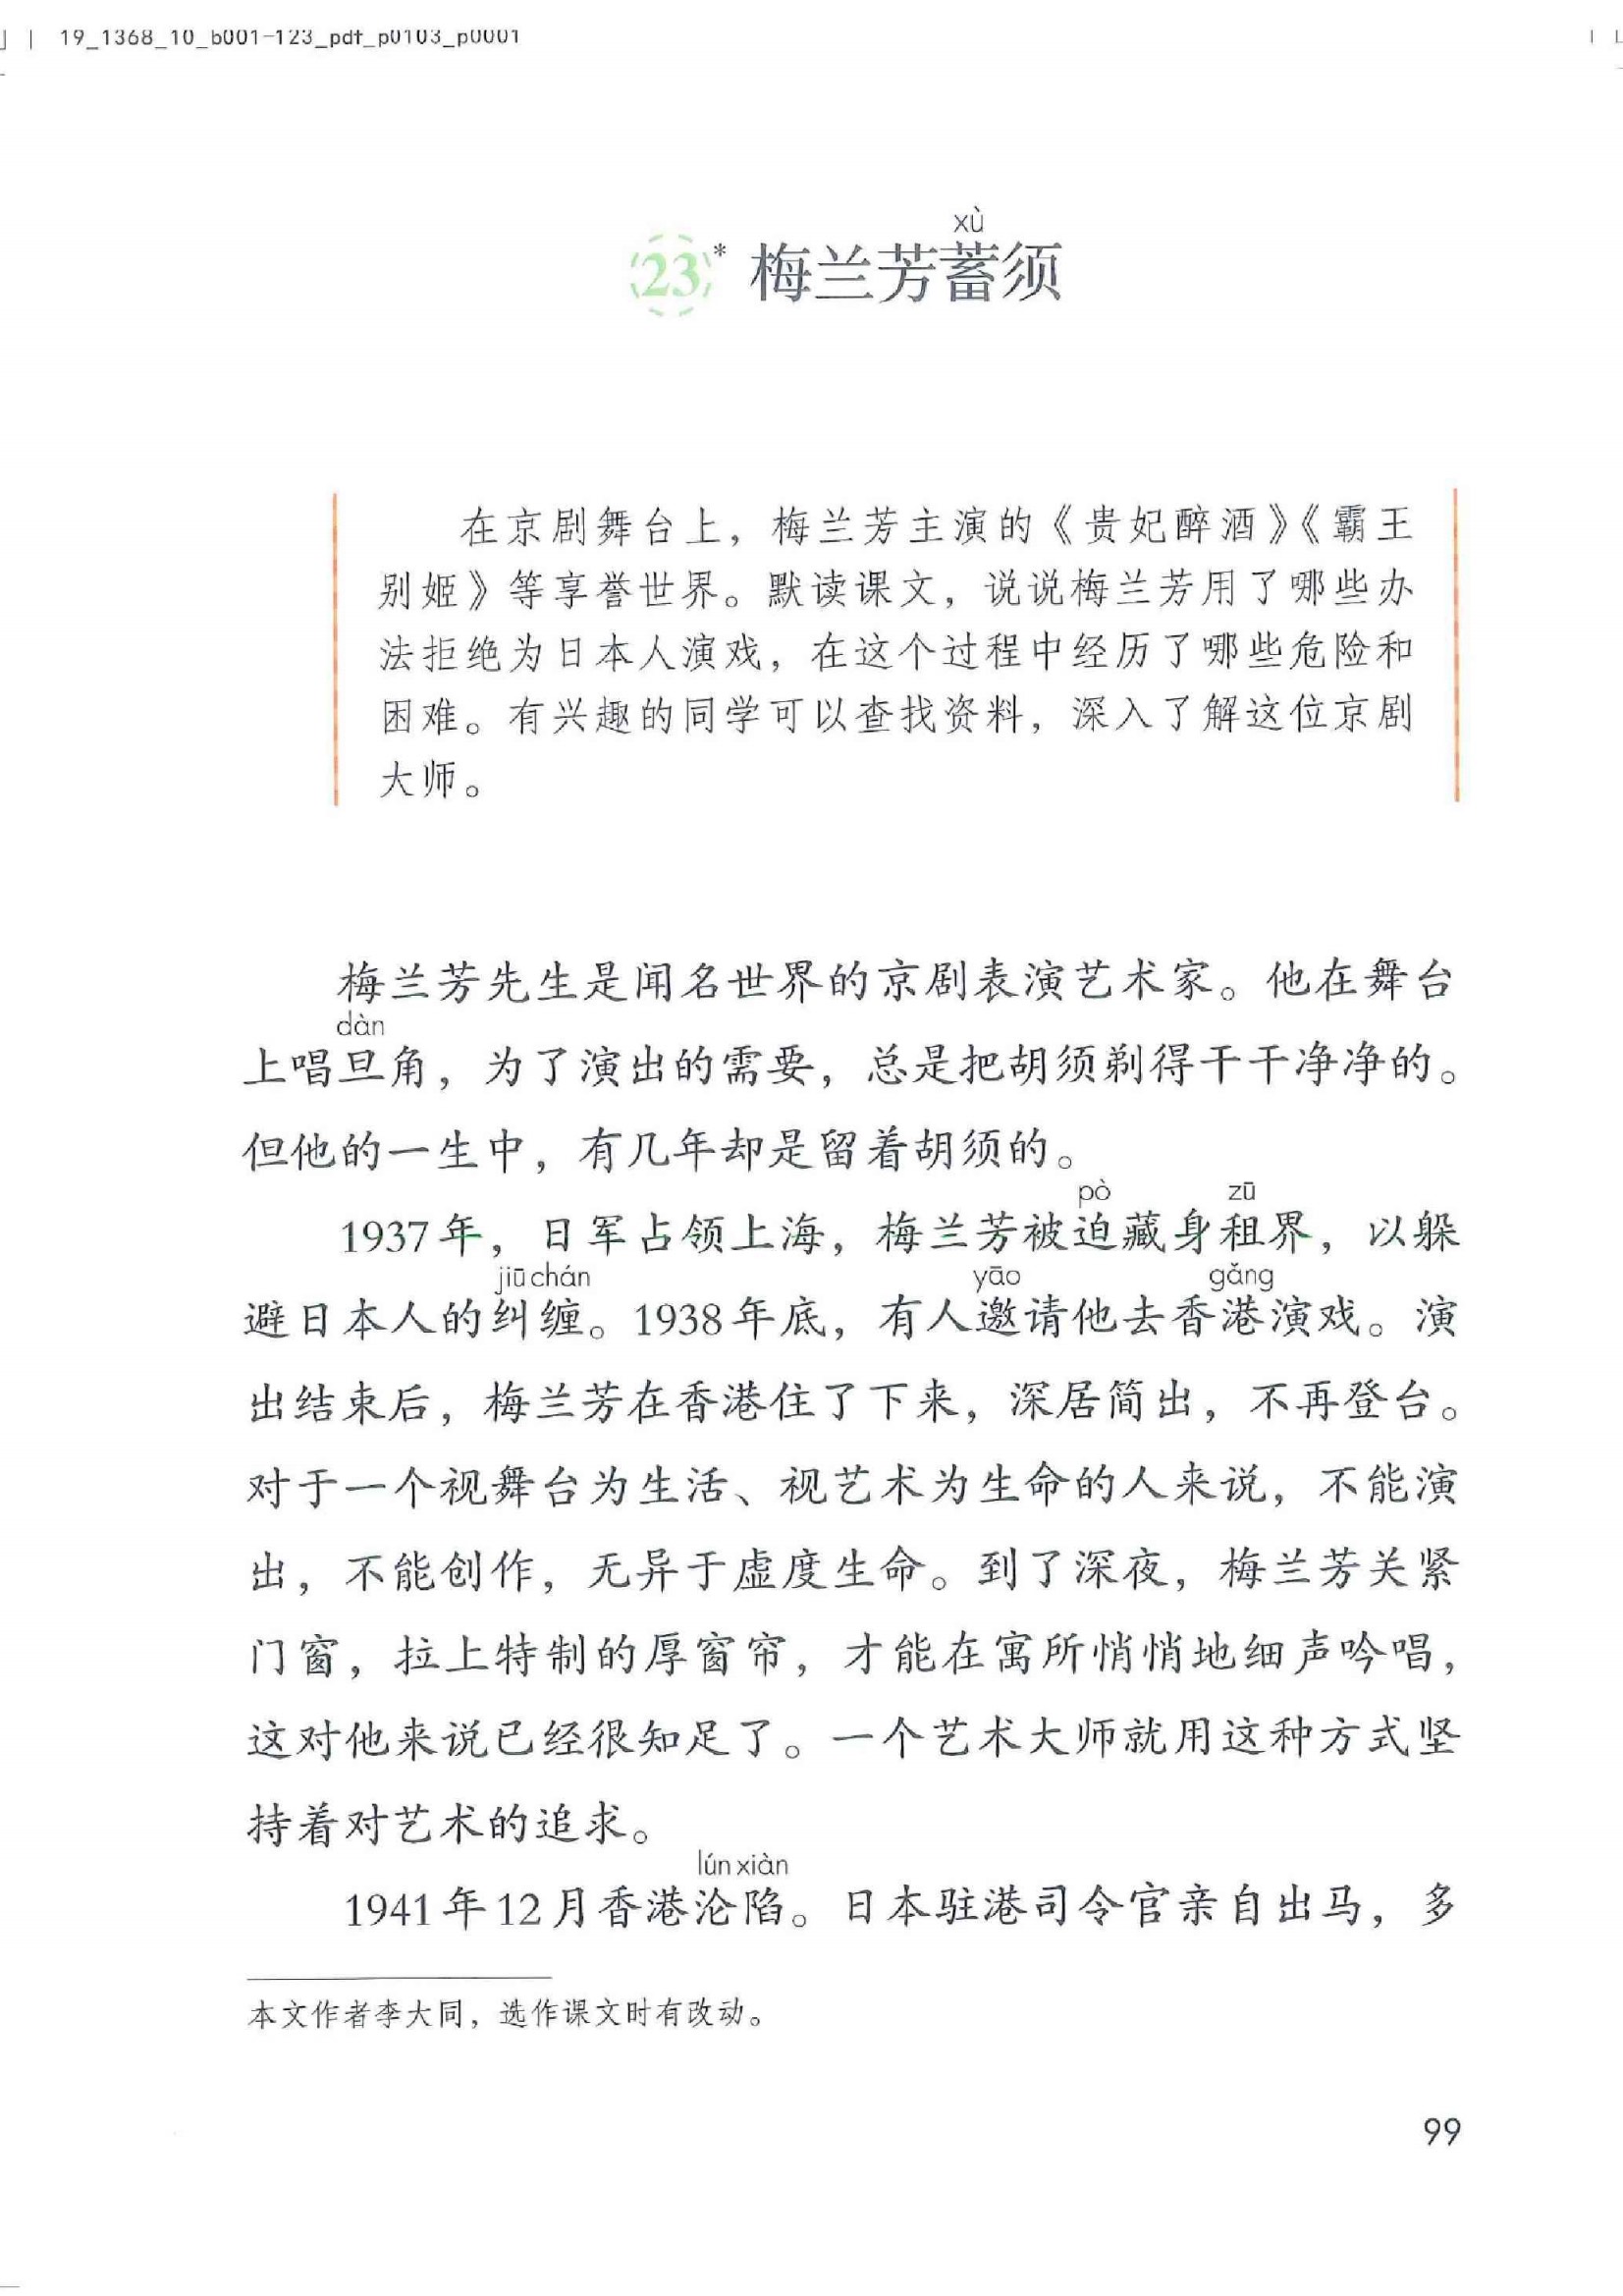 19_1368_10_b001-123_pdf_p0103_p0001
xù
23* 梅兰芳蓄须
在京剧舞台上，梅兰芳主演的《贵妃醉酒》《霸王
别姬》等享誉世界。默读课文，说说梅兰芳用了哪些办
法拒绝为日本人演戏，在这个过程中经历了哪些危险和
困难。有兴趣的同学可以查找资料，深入了解这位京剧
大师。
梅兰芳先生是闻名世界的京剧表演艺术家。他在舞台
dàn
上唱旦角，为了演出的需要，总是把胡须剃得干干净净的。
但他的一生中，有几年却是留着胡须的。
pò zū
1937年，日军占领上海，梅兰芳被迫藏身租界，以躲
jiū chán yāo gǎng
避日本人的纠缠。1938年底，有人邀请他去香港演戏。演
出结束后，梅兰芳在香港住了下来，深居简出，不再登台。
对于一个视舞台为生活、视艺术为生命的人来说，不能演
出，不能创作，无异于虚度生命。到了深夜，梅兰芳关紧
门窗，拉上特制的厚窗帘，才能在寓所悄悄地细声吟唱，
这对他来说已经很知足了。一个艺术大师就用这种方式坚
持着对艺术的追求。
lún xiàn
1941年12月香港沦陷。日本驻港司令官亲自出马，多
本文作者李大同，选作课文时有改动。
99